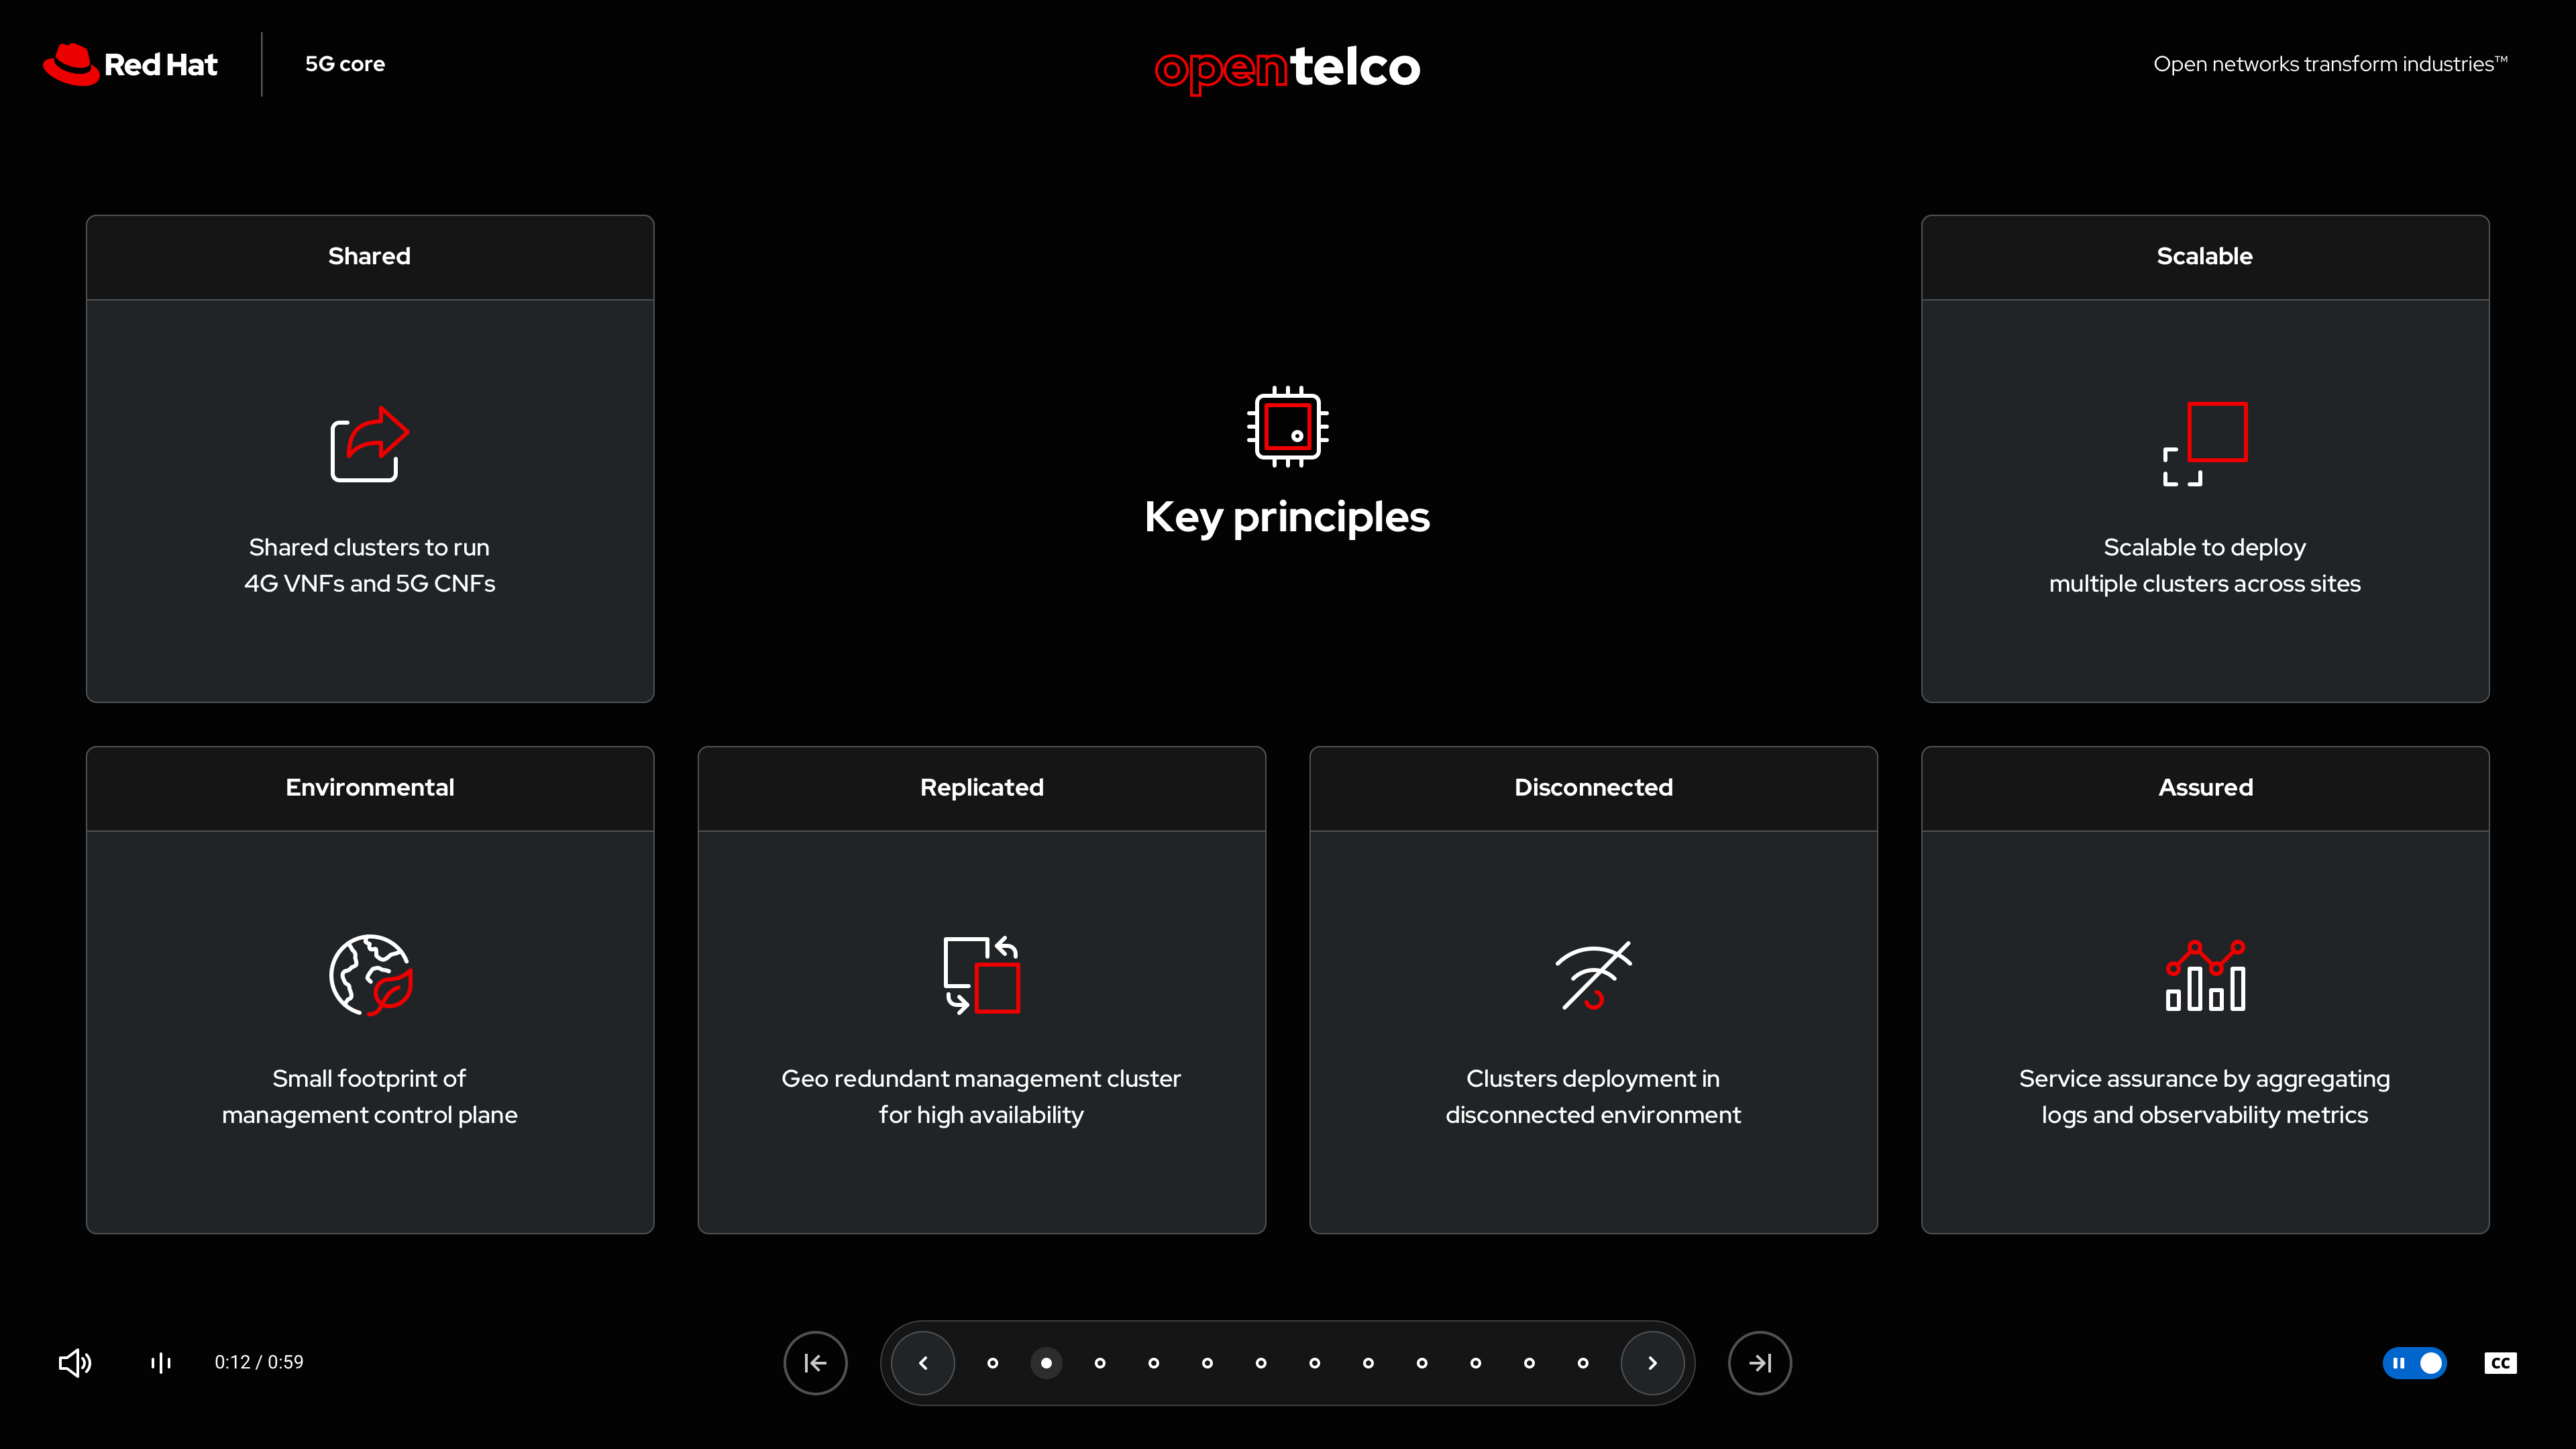 Red Hat
5G core
opentelco
Open networks transform industries™
Shared
Shared clusters to run
4G VNFs and 5G CNFs
Key principles
Scalable
Scalable to deploy
multiple clusters across sites
Environmental
Small footprint of
management control plane
Replicated
Geo redundant management cluster
for high availability
Disconnected
Clusters deployment in
disconnected environment
Assured
Service assurance by aggregating
logs and observability metrics
0:12 / 0:59
CC